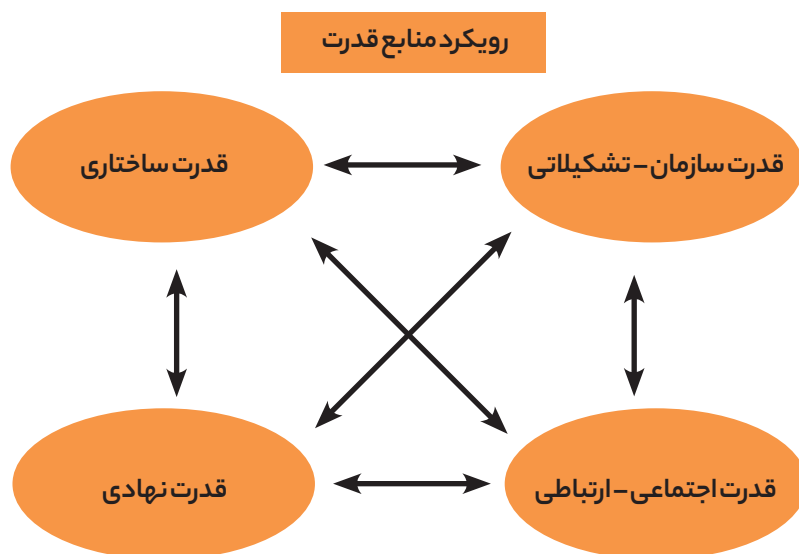 رویکرد منابع قدرت
قدرت سازمان – تشکیلاتی
قدرت ساختاری
قدرت اجتماعی – ارتباطی
قدرت نهادی